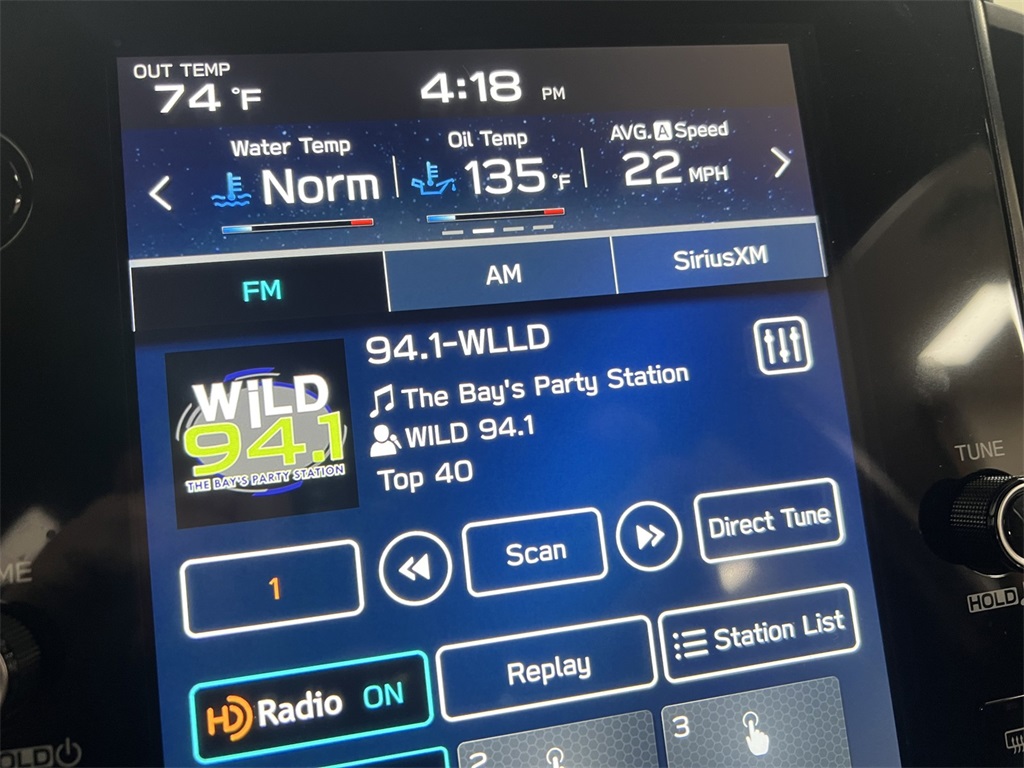 OUT TEMP
74 °F
4:18 PM
Water Temp
Norm
Oil Temp
135 °F
AVG. A Speed
22 MPH
FM
AM
SiriusXM
94.1-WLLD
The Bay's Party Station
WILD 94.1
Top 40
WiLD
94.1
THE BAY'S PARTY STATION
1
Scan
Direct Tune
HD Radio ON
Replay
Station List
2
3
TUNE
HOLD